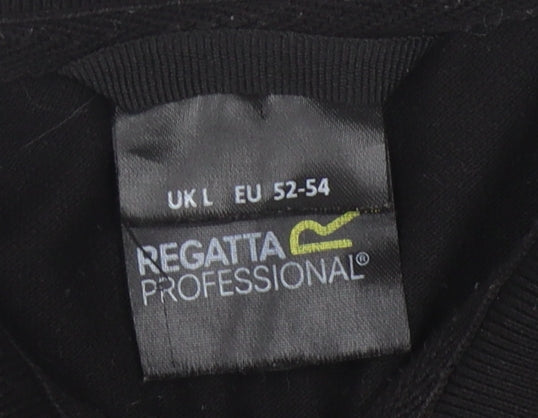 UK L EU 52-54
REGATTA
PROFESSIONAL®